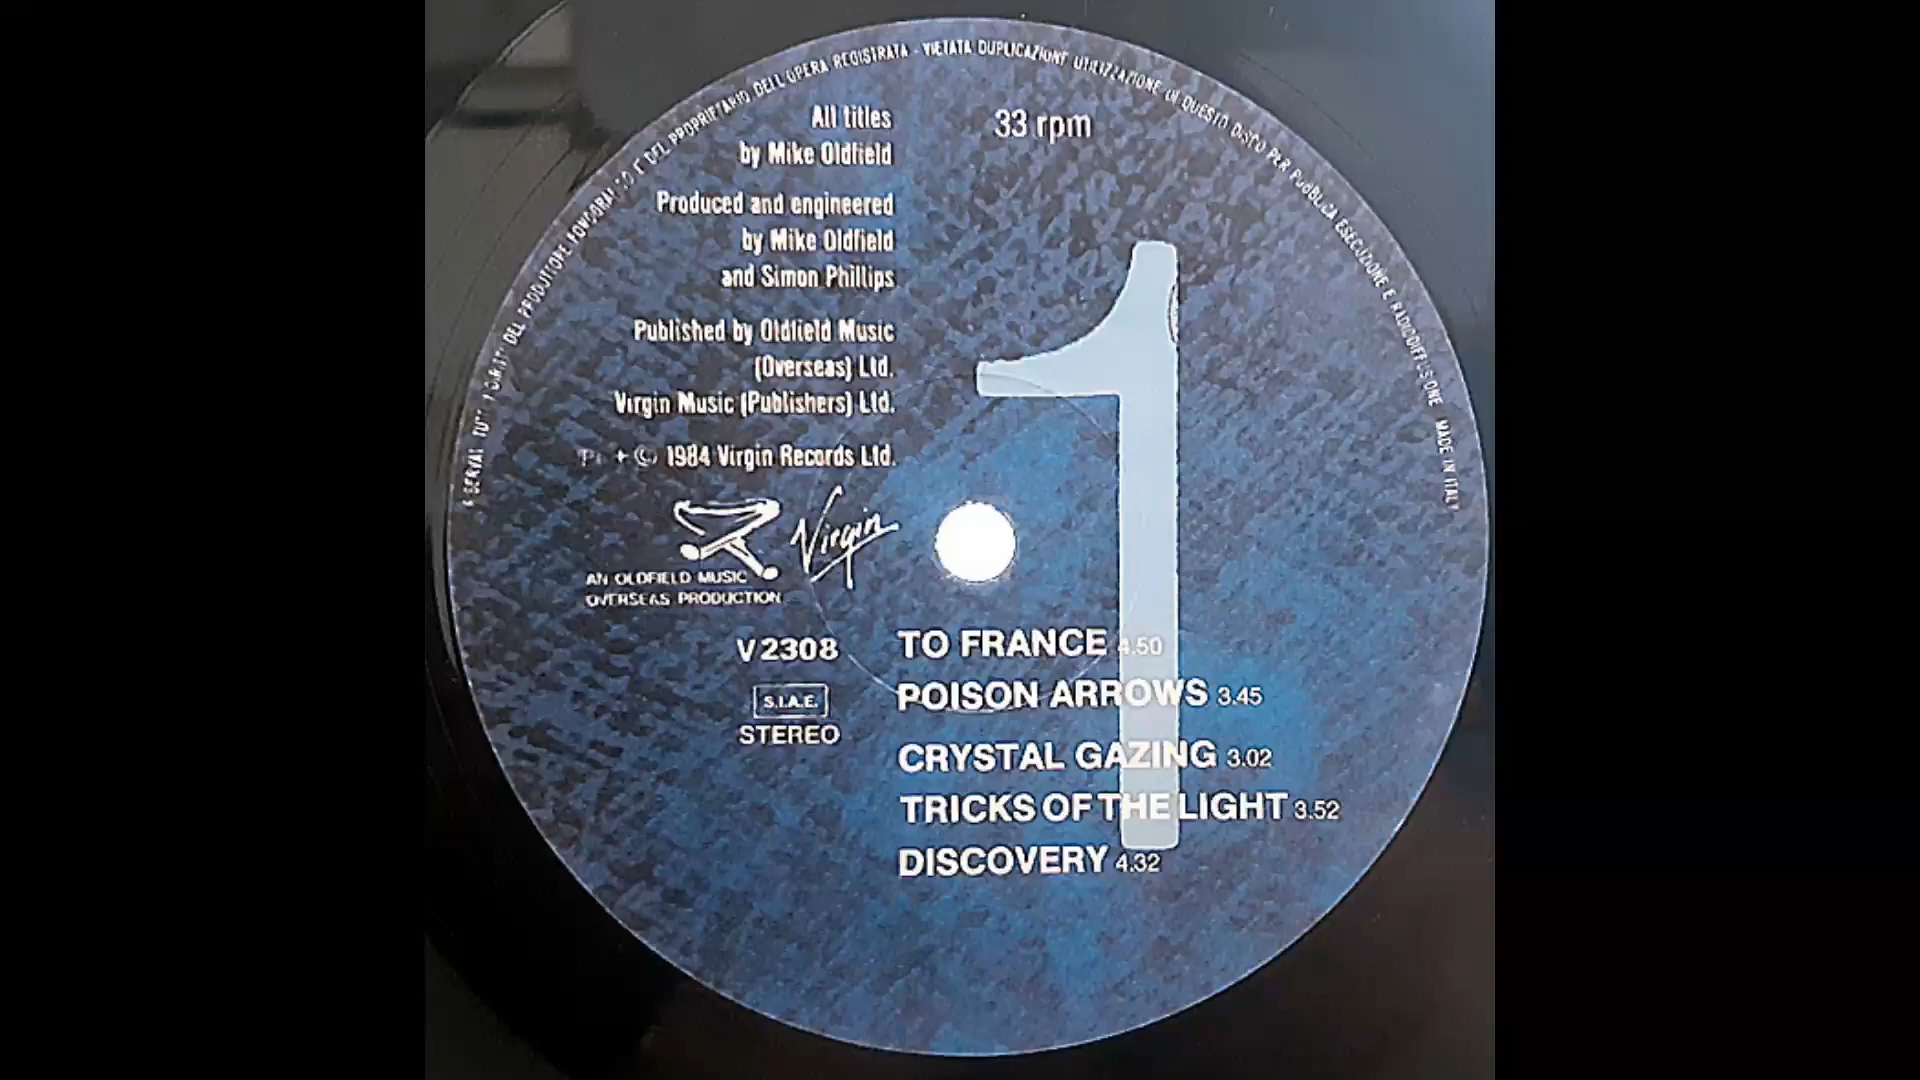 RISERVATI TUTTI I DIRITTI DEL PRODUTTORE FONOGRAFICO E DEL PROPRIETARIO DELL'OPERA REGISTRATA - VIETATA DUPLICAZIONE UTILIZZAZIONE DI QUESTO DISCO PER PUBBLICA ESECUZIONE E RADIODIFFUSIONE MADE IN ITALY
All titles
by Mike Oldfield
33 rpm
Produced and engineered
by Mike Oldfield
and Simon Phillips
Published by Oldfield Music
(Overseas) Ltd.
Virgin Music (Publishers) Ltd.
℗ + © 1984 Virgin Records Ltd.
1
Virgin
AN OLDFIELD MUSIC
OVERSEAS PRODUCTION
V 2308
S.I.A.E.
STEREO
TO FRANCE 4.50
POISON ARROWS 3.45
CRYSTAL GAZING 3.02
TRICKS OF THE LIGHT 3.52
DISCOVERY 4.32